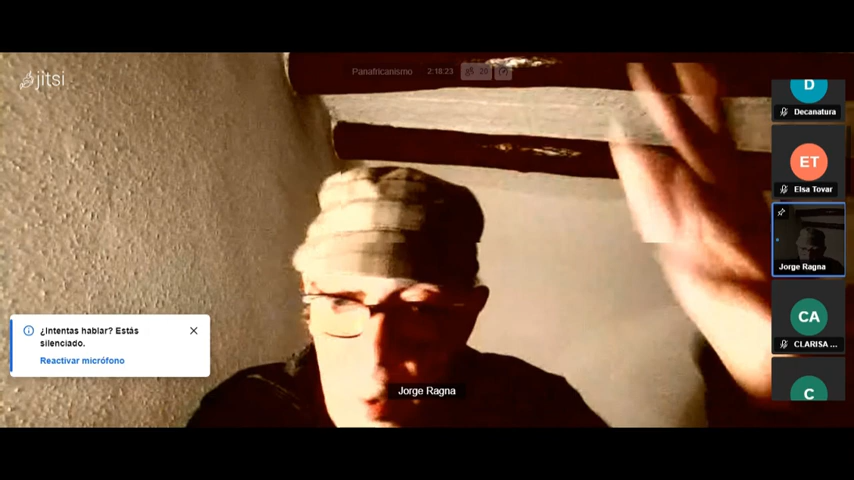 jitsi
Panafricanismo 2:18:23 20
D
Decanatura
ET
Elsa Tovar
Jorge Ragna
CA
CLARISA ...
C
¿Intentas hablar? Estás
silenciado.
Reactivar micrófono
Jorge Ragna